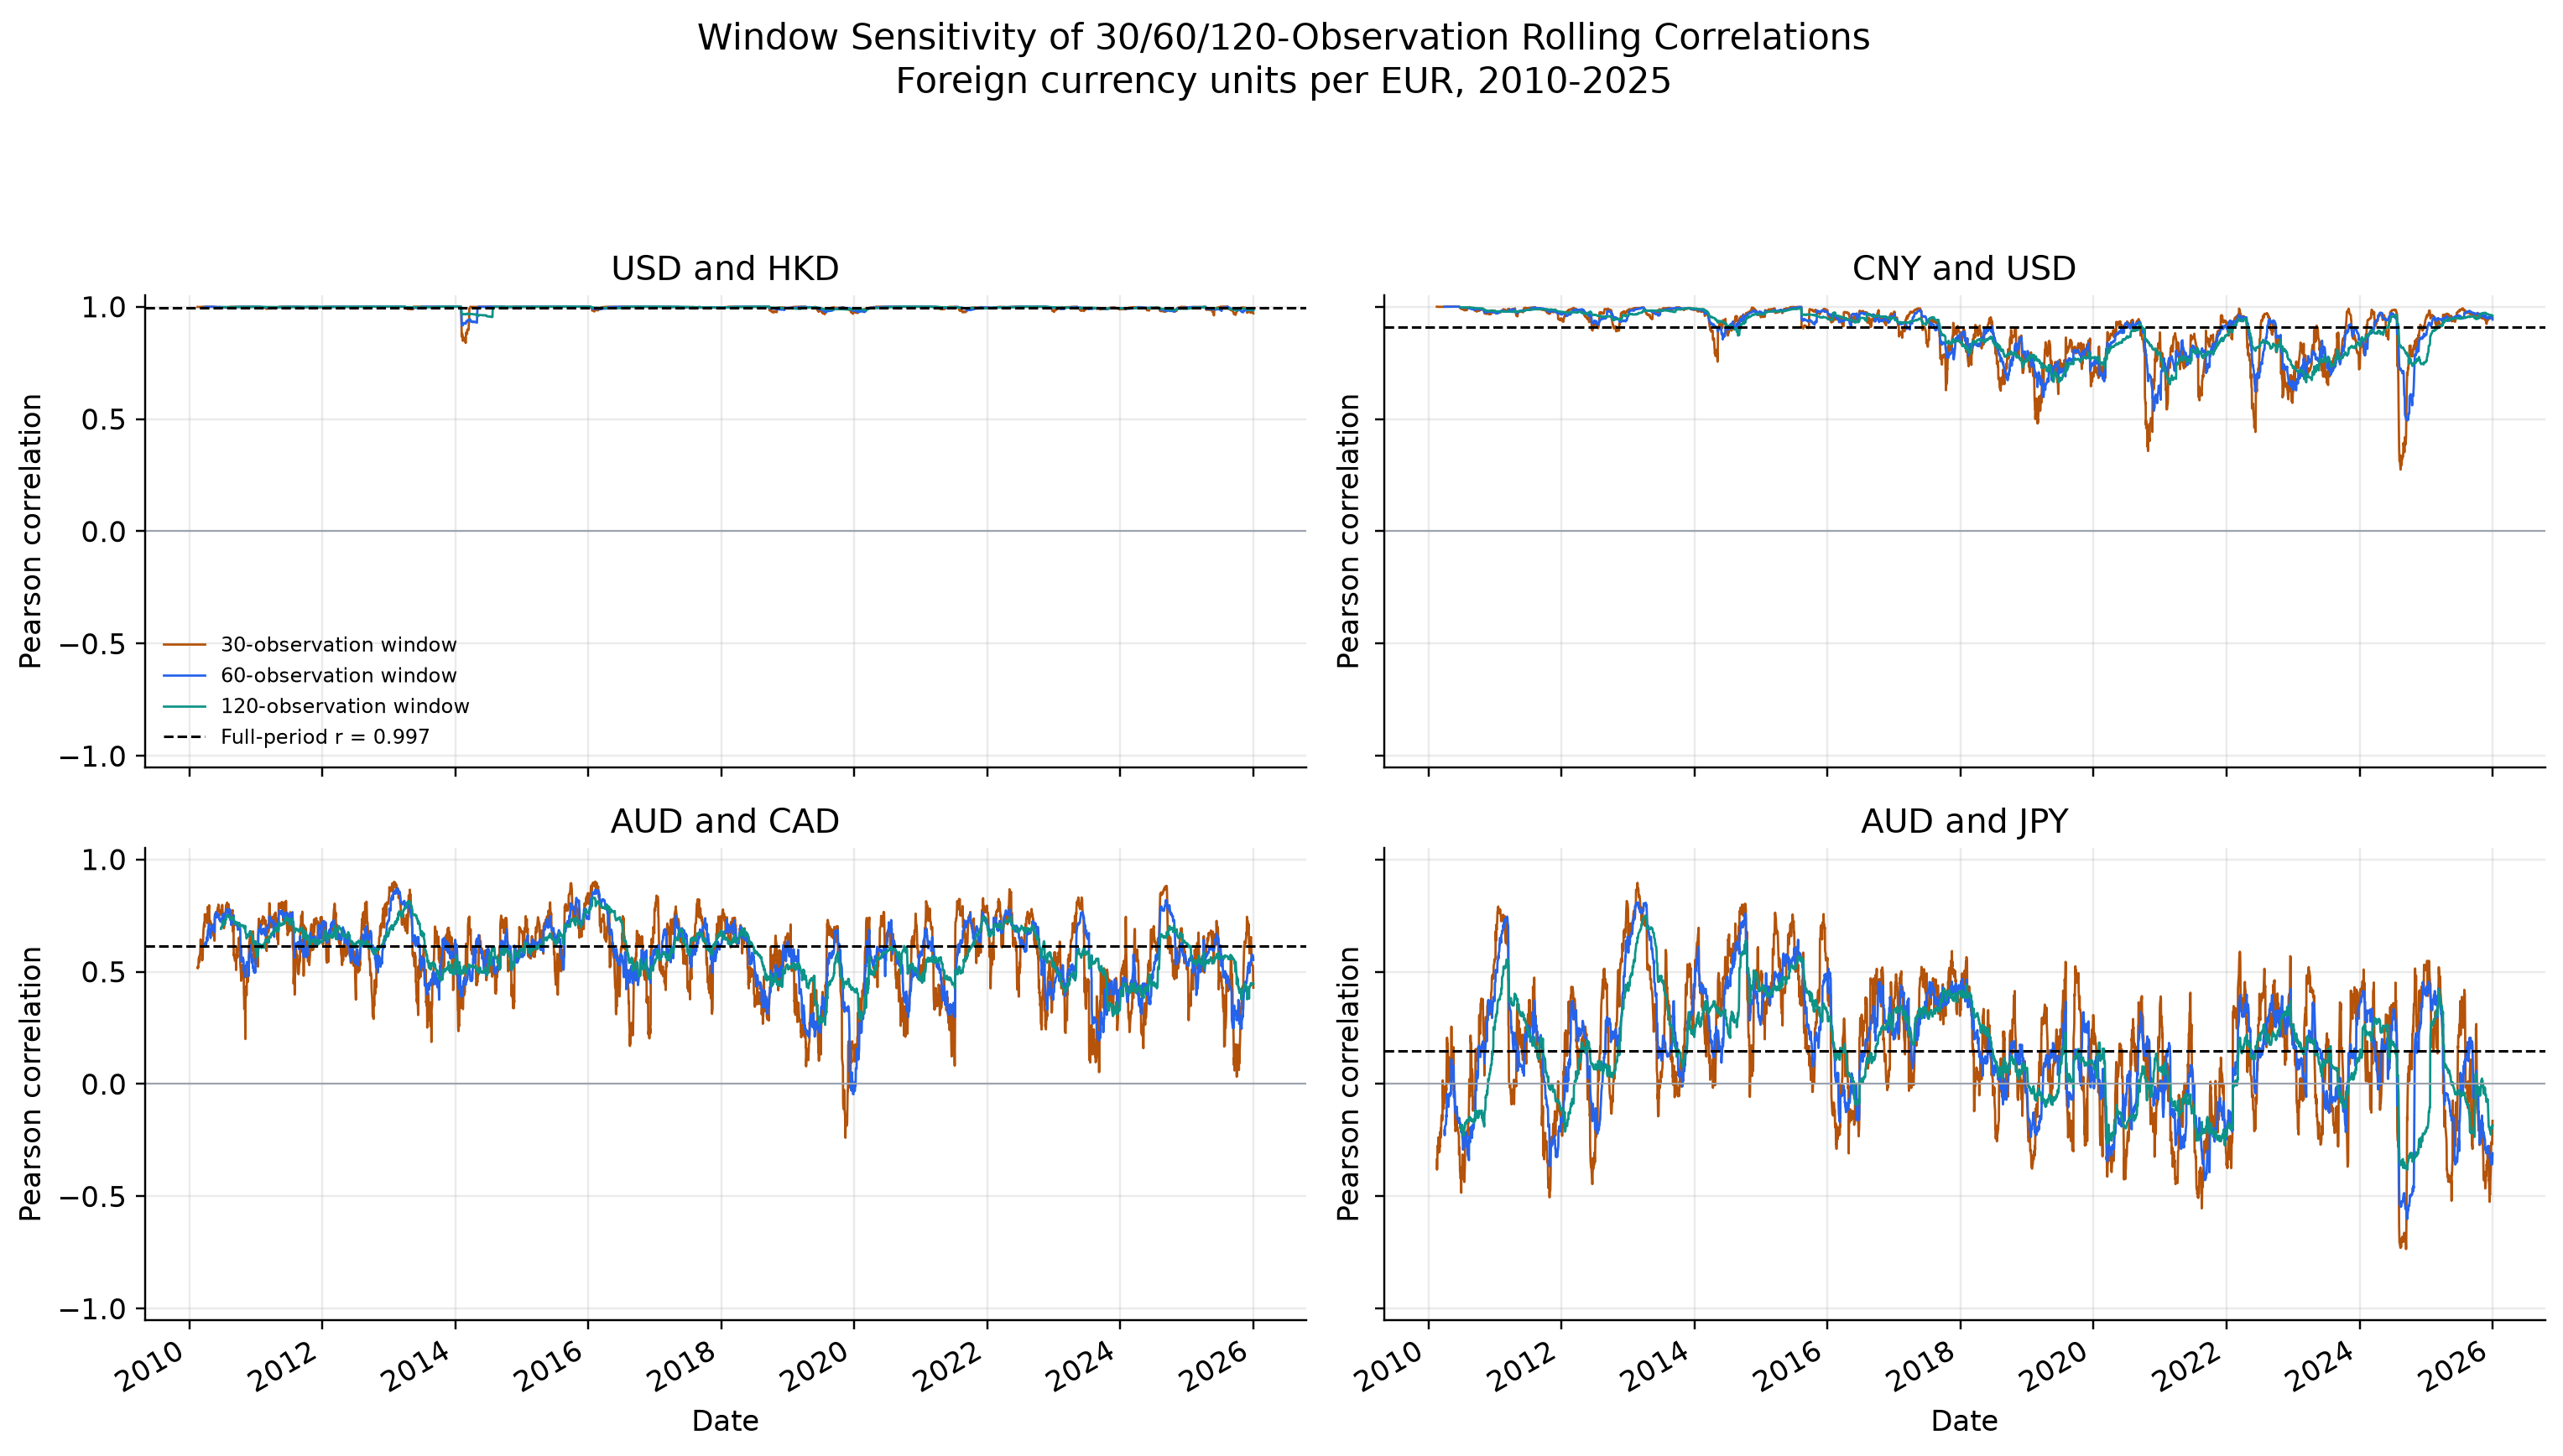 Window Sensitivity of 30/60/120-Observation Rolling Correlations
Foreign currency units per EUR, 2010-2025
USD and HKD
Pearson correlation
1.0
0.5
0.0
−0.5
−1.0
30-observation window
60-observation window
120-observation window
Full-period r = 0.997
CNY and USD
Pearson correlation
AUD and CAD
Pearson correlation
1.0
0.5
0.0
−0.5
−1.0
2010 2012 2014 2016 2018 2020 2022 2024 2026
Date
AUD and JPY
Pearson correlation
2010 2012 2014 2016 2018 2020 2022 2024 2026
Date